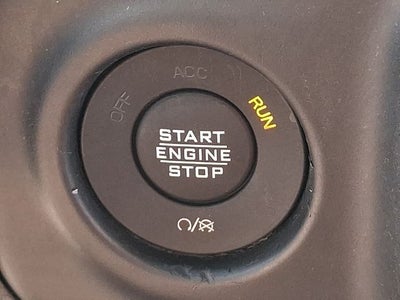 ACC
OFF
RUN
START
ENGINE
STOP